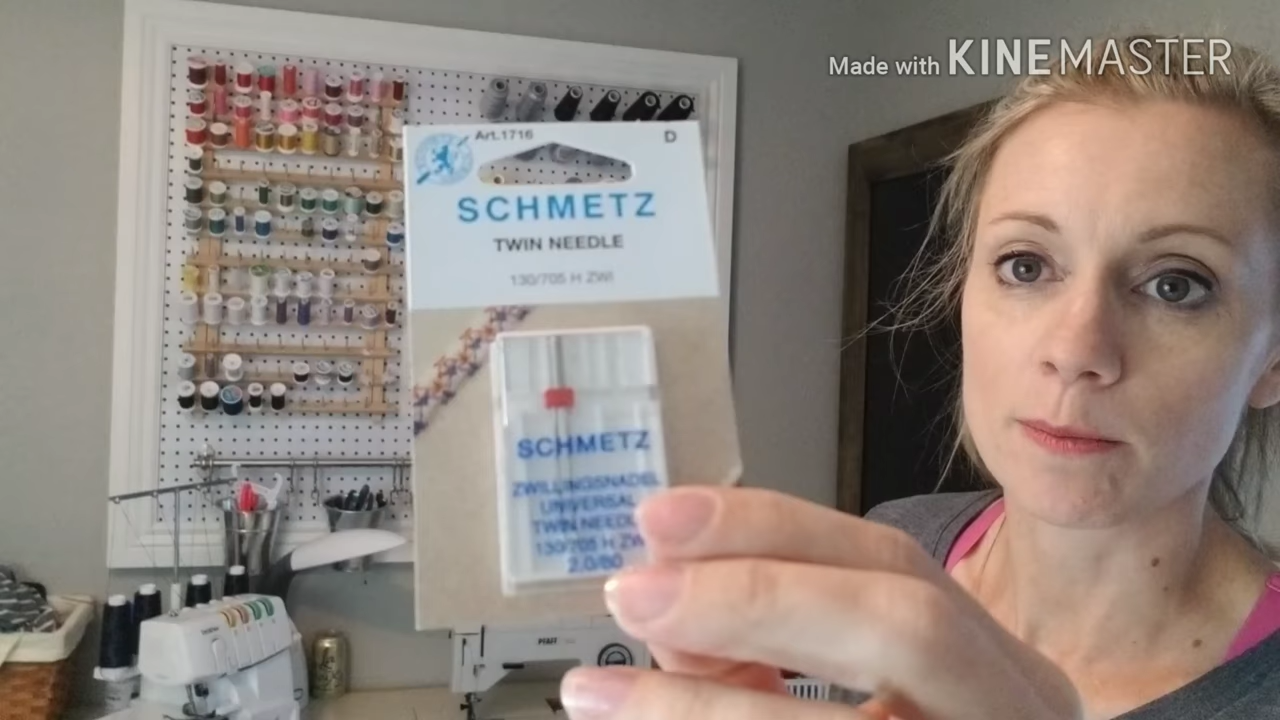 Made with KINEMASTER
Art.1716
D
SCHMETZ
TWIN NEEDLE
130/705 H ZWI
SCHMETZ
ZWILLINGSNADEL
UNIVERSAL
TWIN NEEDLE
130/705 H ZWI
2.0/80
PFAFF